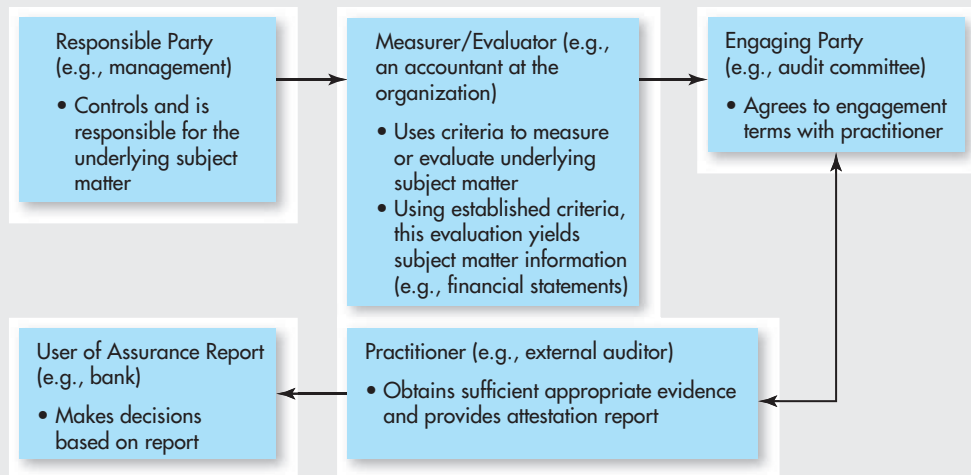 Responsible Party
(e.g., management)
• Controls and is
responsible for the
underlying subject
matter
Measurer/Evaluator (e.g.,
an accountant at the
organization)
• Uses criteria to measure
or evaluate underlying
subject matter
• Using established criteria,
this evaluation yields
subject matter information
(e.g., financial statements)
Engaging Party
(e.g., audit committee)
• Agrees to engagement
terms with practitioner
User of Assurance Report
(e.g., bank)
• Makes decisions
based on report
Practitioner (e.g., external auditor)
• Obtains sufficient appropriate evidence
and provides attestation report